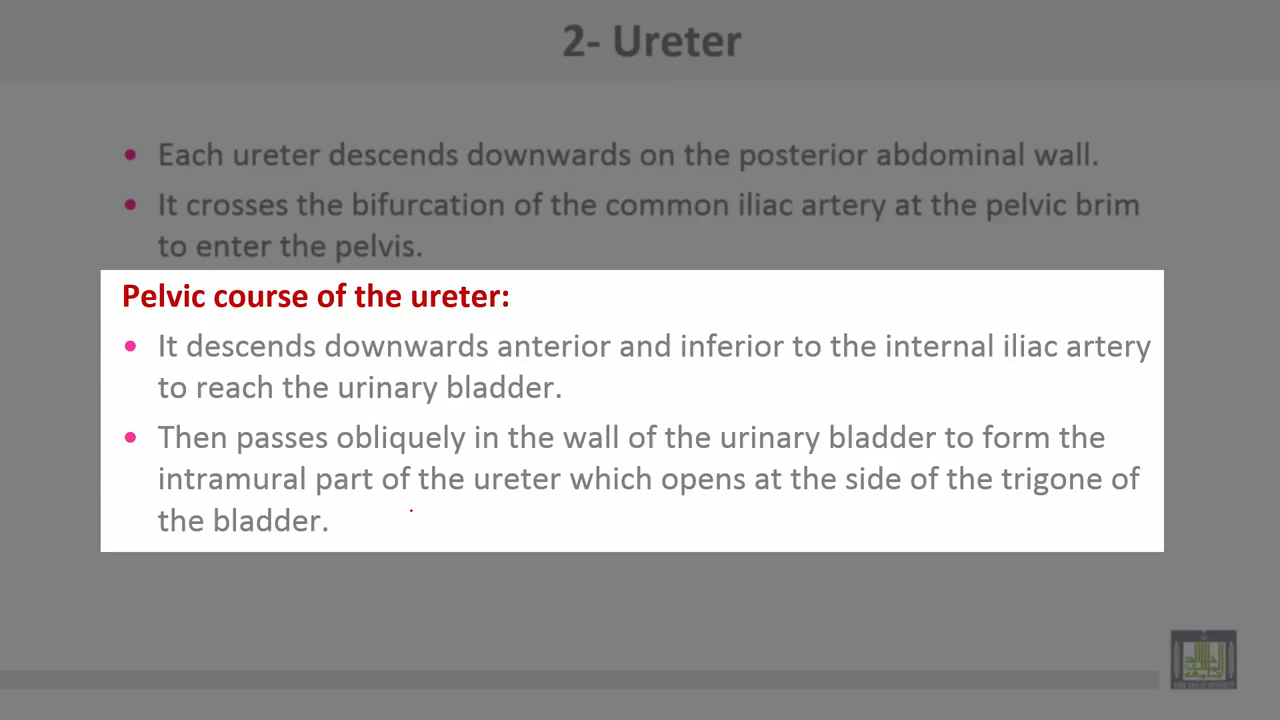 2- Ureter
• Each ureter descends downwards on the posterior abdominal wall.
• It crosses the bifurcation of the common iliac artery at the pelvic brim
to enter the pelvis.
Pelvic course of the ureter:
• It descends downwards anterior and inferior to the internal iliac artery
to reach the urinary bladder.
• Then passes obliquely in the wall of the urinary bladder to form the
intramural part of the ureter which opens at the side of the trigone of
the bladder.